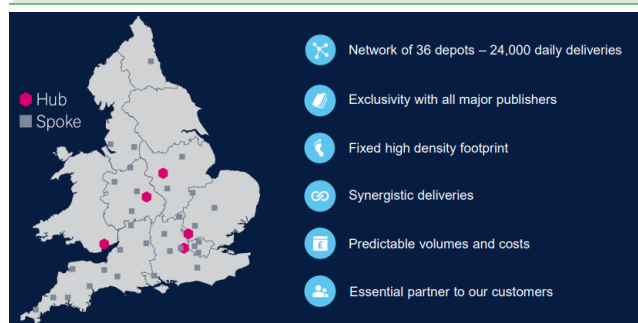 Hub
Spoke
Network of 36 depots – 24,000 daily deliveries
Exclusivity with all major publishers
Fixed high density footprint
Synergistic deliveries
£
Predictable volumes and costs
Essential partner to our customers